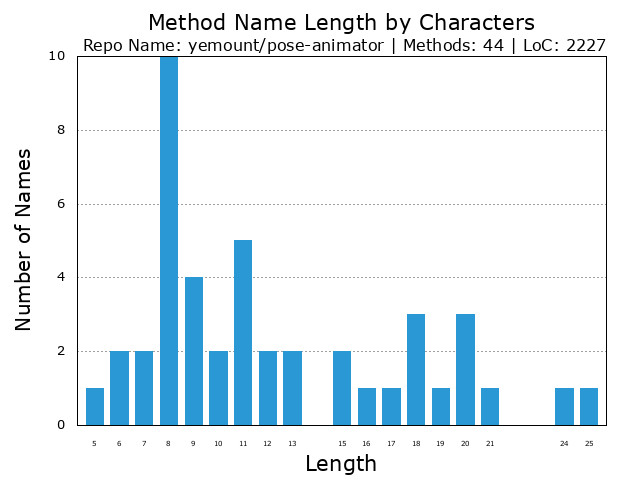 Method Name Length by Characters
Repo Name: yemount/pose-animator | Methods: 44 | LoC: 2227
10
8
6
4
2
0
Number of Names
5 6 7 8 9 10 11 12 13 15 16 17 18 19 20 21 24 25
Length